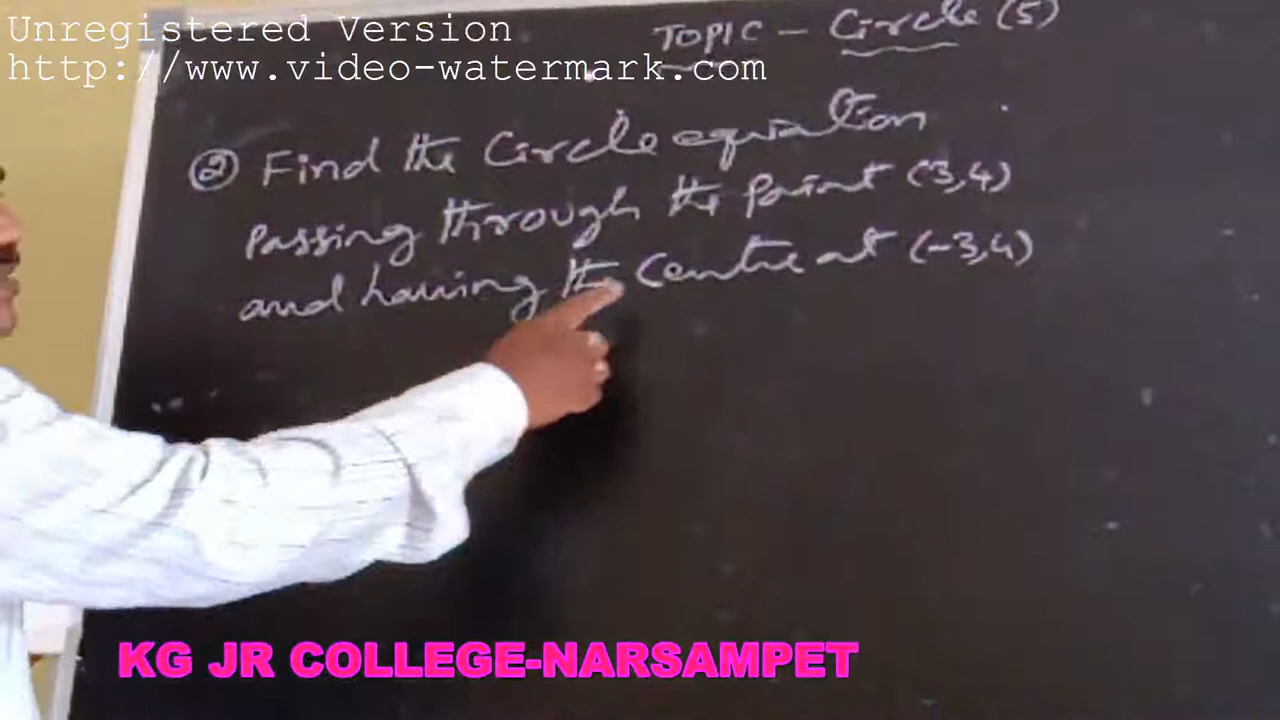 Unregistered Version
TOPIC - Circle (5)
http://www.video-watermark.com
② Find the Circle equation
Passing through the Point (3,4)
and having the Centre at (-3,4)
KG JR COLLEGE-NARSAMPET